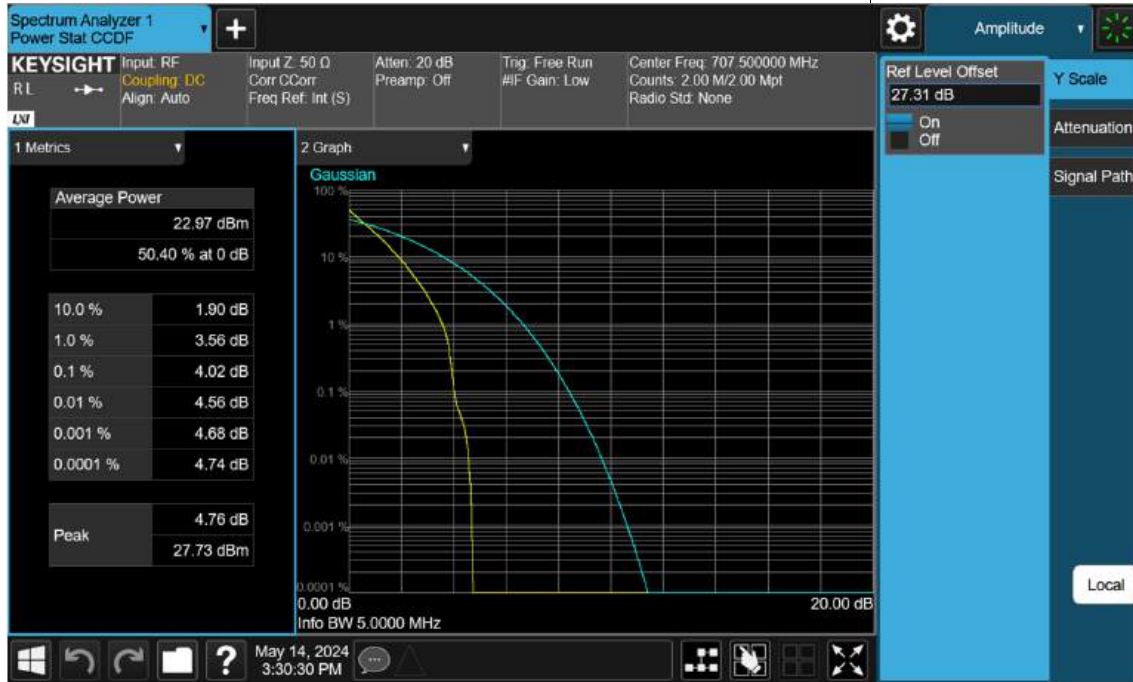 Spectrum Analyzer 1
Power Stat CCDF
Amplitude
KEYSIGHT
R L
LXI
Input: RF
Coupling: DC
Align: Auto
Input Z: 50 Ω
Corr CCorr
Freq Ref: Int (S)
Atten: 20 dB
Preamp: Off
Trig: Free Run
#IF Gain: Low
Center Freq: 707.500000 MHz
Counts: 2.00 M/2.00 Mpt
Radio Std: None
Ref Level Offset
27.31 dB
On
Off
Y Scale
Attenuation
Signal Path
Local
1 Metrics
Average Power
22.97 dBm
50.40 % at 0 dB
10.0 % 1.90 dB
1.0 % 3.56 dB
0.1 % 4.02 dB
0.01 % 4.56 dB
0.001 % 4.68 dB
0.0001 % 4.74 dB
Peak
4.76 dB
27.73 dBm
2 Graph
Gaussian
100 %
10 %
1 %
0.1 %
0.01 %
0.001 %
0.0001 %
0.00 dB
20.00 dB
Info BW 5.0000 MHz
?
May 14, 2024
3:30:30 PM